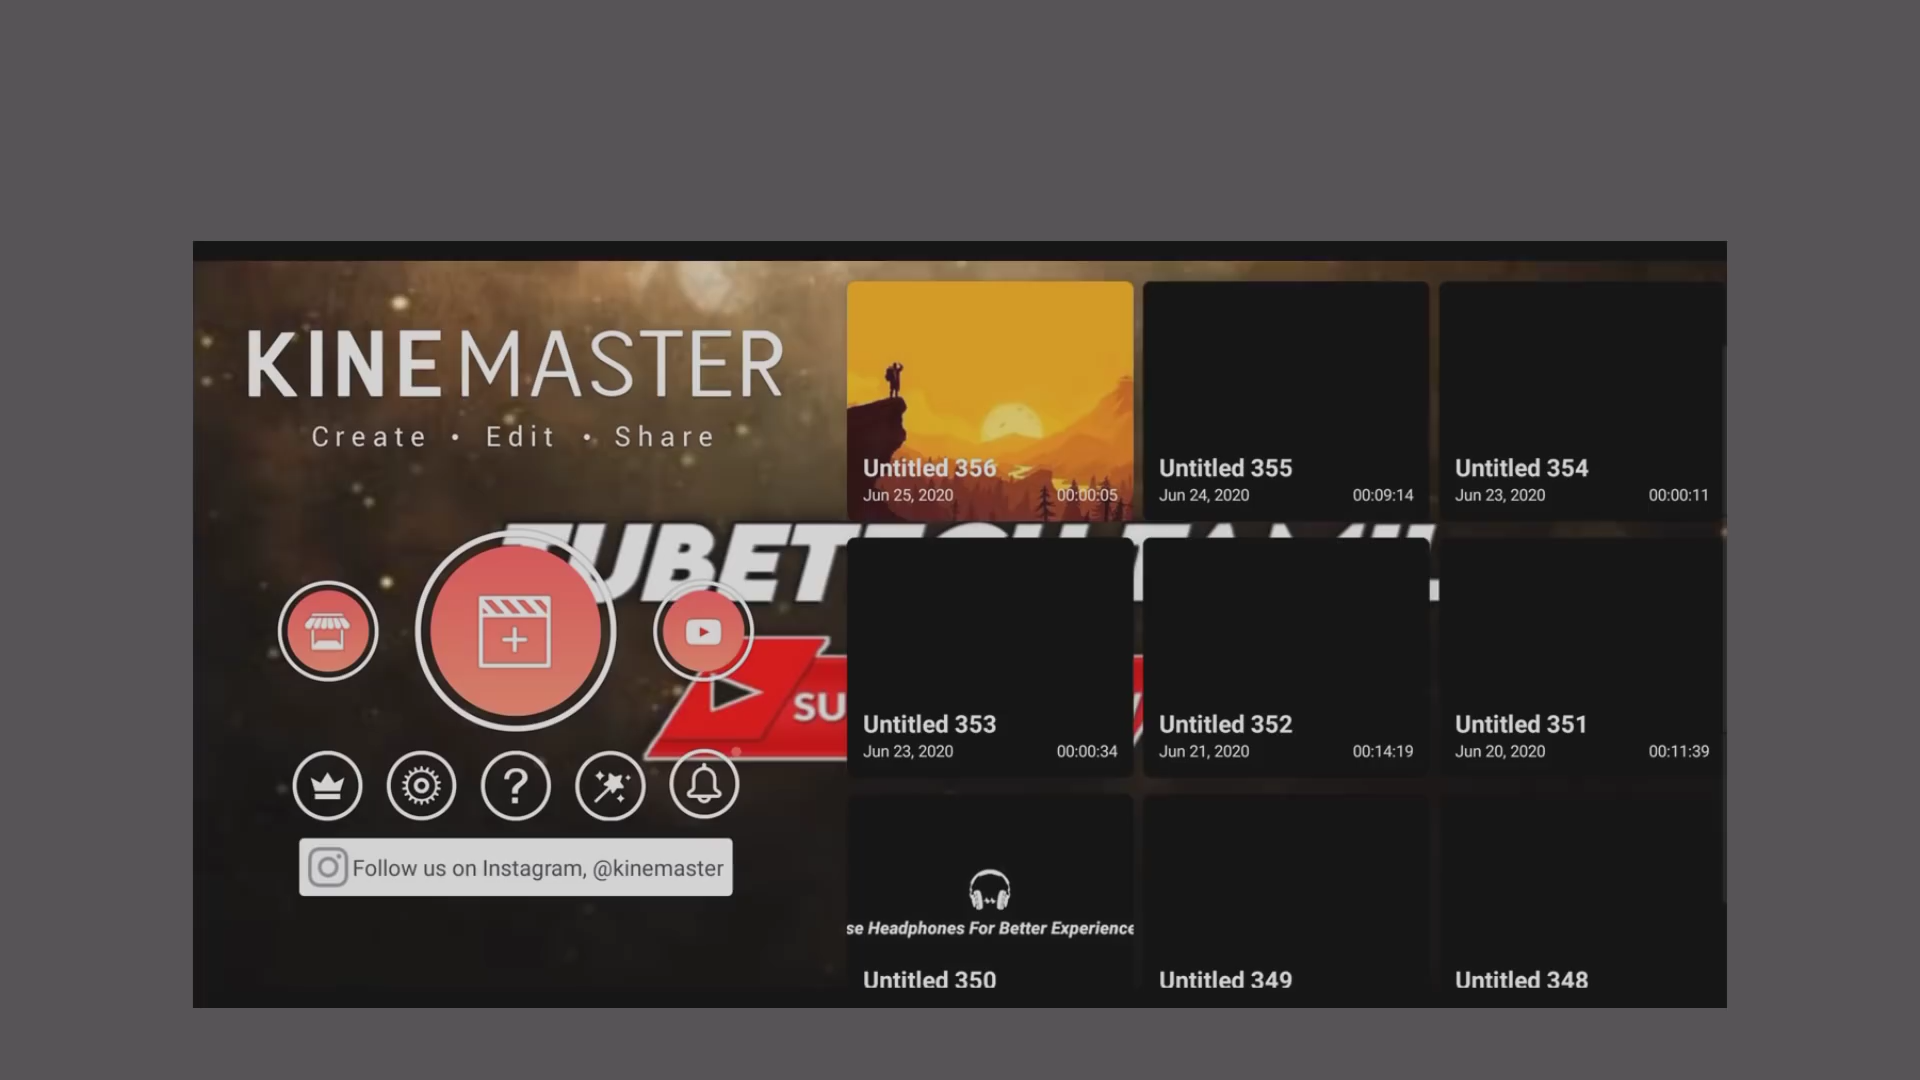 KINEMASTER
Create • Edit • Share
Follow us on Instagram, @kinemaster
Untitled 356
Jun 25, 2020 00:00:05
Untitled 355
Jun 24, 2020 00:09:14
Untitled 354
Jun 23, 2020 00:00:11
SU
Untitled 353
Jun 23, 2020 00:00:34
Untitled 352
Jun 21, 2020 00:14:19
Untitled 351
Jun 20, 2020 00:11:39
se Headphones For Better Experience
Untitled 350
Untitled 349
Untitled 348